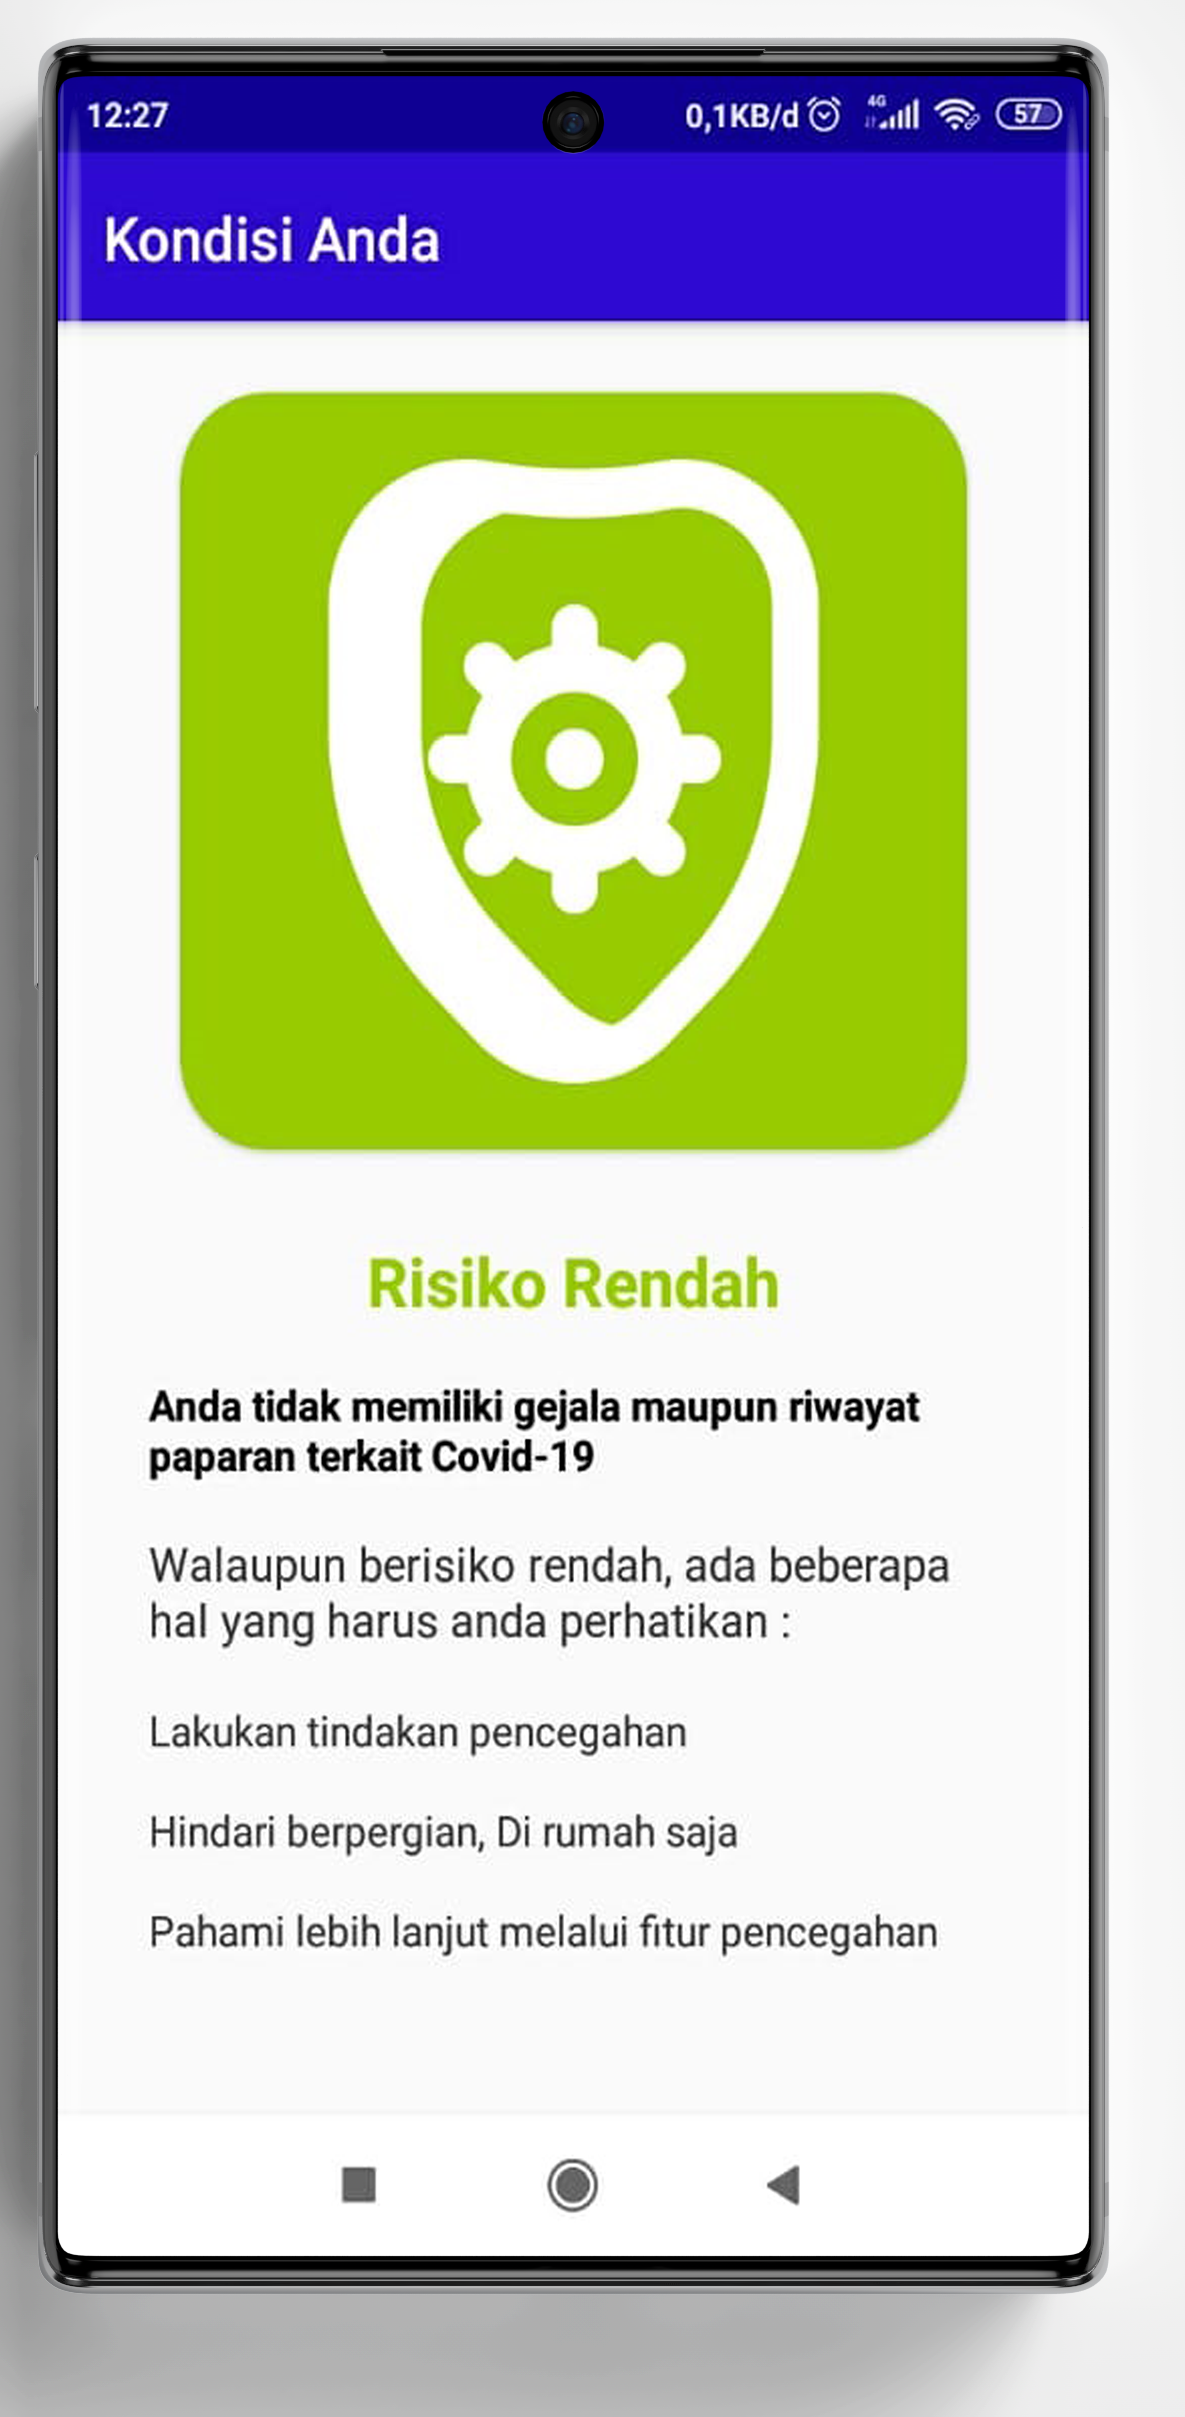 12:27
0,1KB/d 4G 57
Kondisi Anda
Risiko Rendah
Anda tidak memiliki gejala maupun riwayat
paparan terkait Covid-19
Walaupun berisiko rendah, ada beberapa
hal yang harus anda perhatikan :
Lakukan tindakan pencegahan
Hindari berpergian, Di rumah saja
Pahami lebih lanjut melalui fitur pencegahan